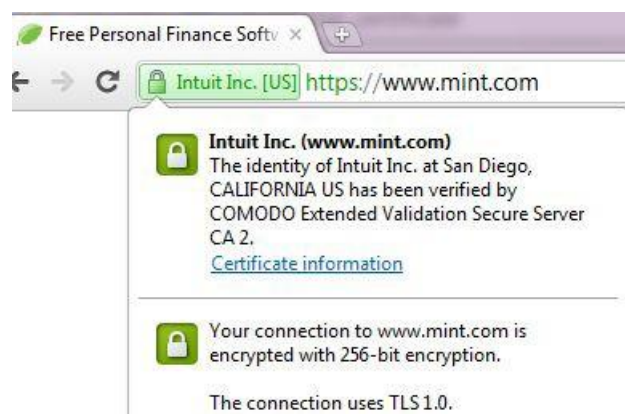 Free Personal Finance Softv
Intuit Inc. [US] https://www.mint.com
Intuit Inc. (www.mint.com)
The identity of Intuit Inc. at San Diego,
CALIFORNIA US has been verified by
COMODO Extended Validation Secure Server
CA 2.
Certificate information
Your connection to www.mint.com is
encrypted with 256-bit encryption.
The connection uses TLS 1.0.